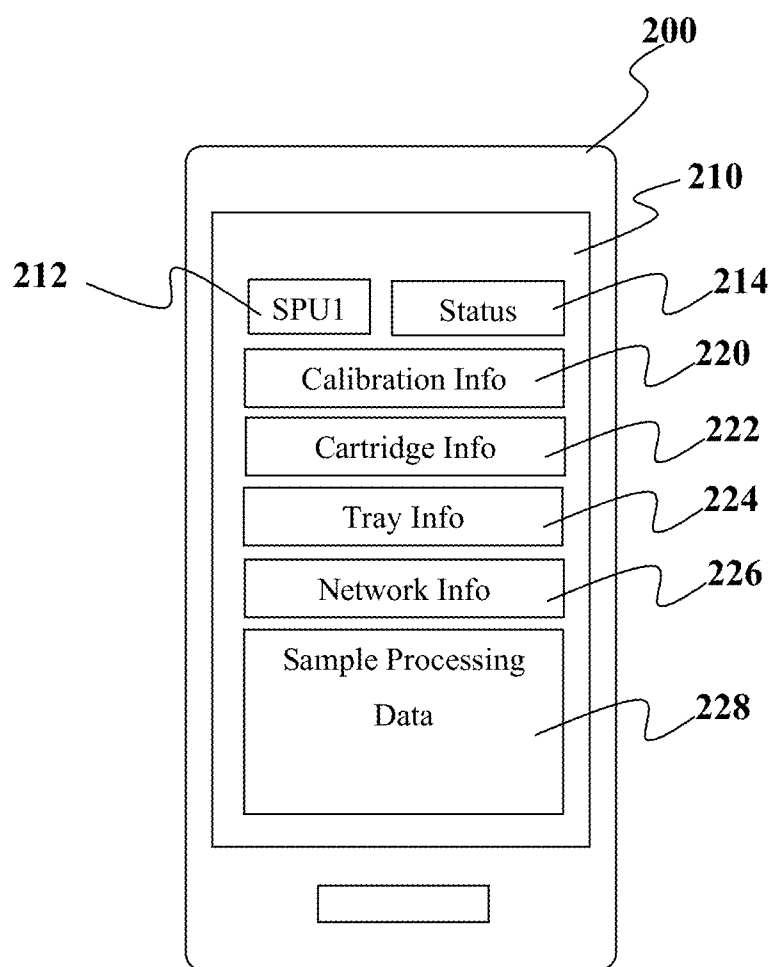 200
210
212
SPU1
Status
214
Calibration Info
220
Cartridge Info
222
Tray Info
224
Network Info
226
Sample Processing
Data
228